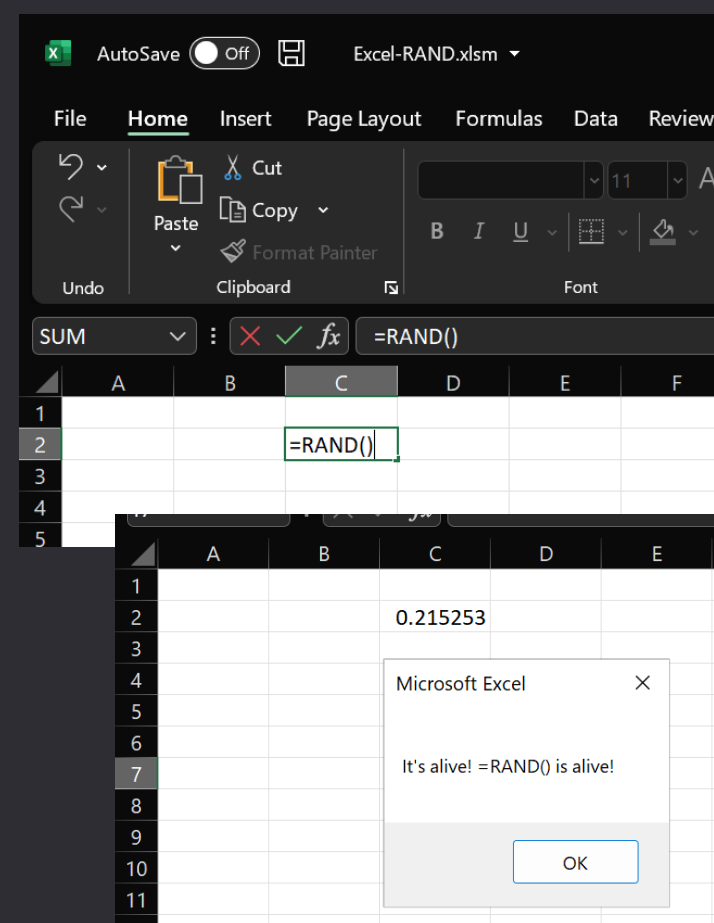 AutoSave Off Excel-RAND.xlsm
File Home Insert Page Layout Formulas Data Review
Cut
11
Paste
Copy
B I U
Format Painter
Undo Clipboard Font
SUM fx =RAND()
A B C D E F
1
2 =RAND()
3
4
5
A B C D E
1
2 0.215253
3
4 Microsoft Excel
5
6
7 It's alive! =RAND() is alive!
8
9
10 OK
11